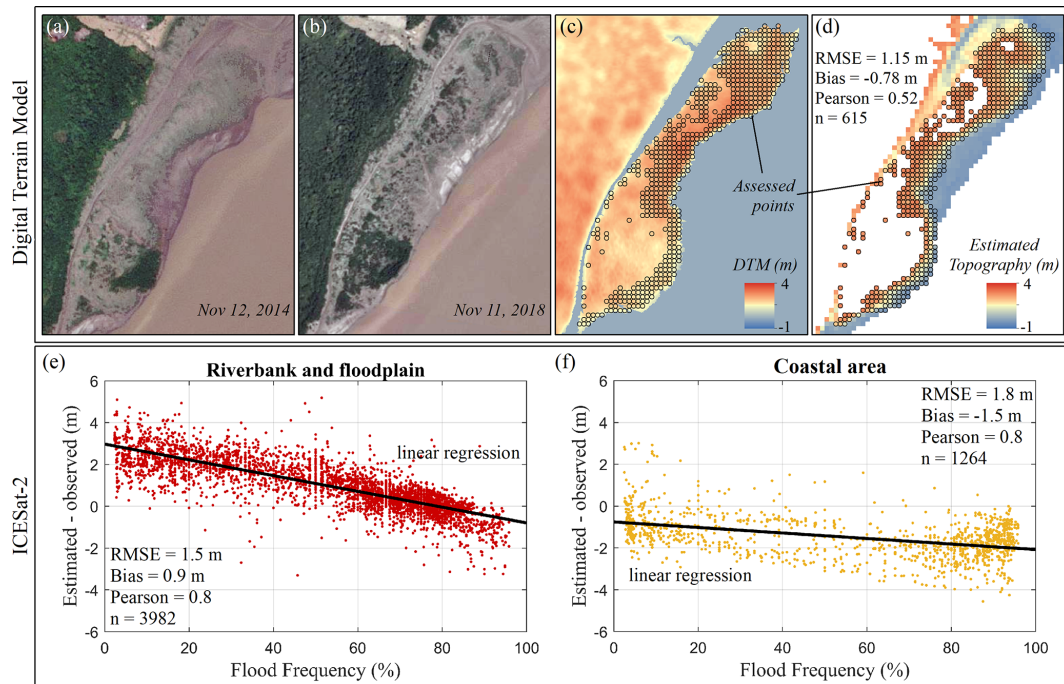 Digital Terrain Model
(a)
Nov 12, 2014
(b)
Nov 11, 2018
(c)
Assessed
points
DTM (m)
4
-1
(d)
RMSE = 1.15 m
Bias = -0.78 m
Pearson = 0.52
n = 615
Estimated
Topography (m)
4
-1
ICESat-2
(e)
Riverbank and floodplain
Estimated - observed (m)
6
4
2
0
-2
-4
-6
linear regression
RMSE = 1.5 m
Bias = 0.9 m
Pearson = 0.8
n = 3982
0
20
40
60
80
100
Flood Frequency (%)
(f)
Coastal area
Estimated - observed (m)
6
4
2
0
-2
-4
-6
RMSE = 1.8 m
Bias = -1.5 m
Pearson = 0.8
n = 1264
linear regression
0
20
40
60
80
100
Flood Frequency (%)